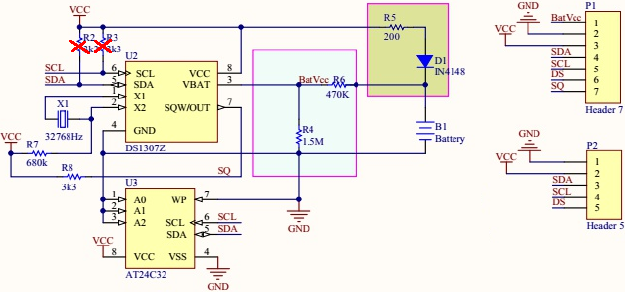 VCC
R2
3k3
R3
3k3
SCL
SDA
U2
6 SCL
5 SDA
1 X1
2 X2
4 GND
VCC 8
VBAT 3
SQW/OUT 7
DS1307Z
X1
32768Hz
VCC
R7
680k
R8
3k3
SQ
R5
200
D1
IN4148
BatVcc
R6
470K
R4
1.5M
B1
Battery
U3
1 A0
2 A1
3 A2
WP 7
SCL 6 SCL
SDA 5 SDA
VCC
8 VCC
VSS 4
AT24C32
GND
GND
P1
GND
BatVcc 1
2
VCC
3
SDA 4
SCL 5
DS 6
SQ 7
Header 7
P2
GND
1
VCC
2
SDA 3
SCL 4
DS 5
Header 5